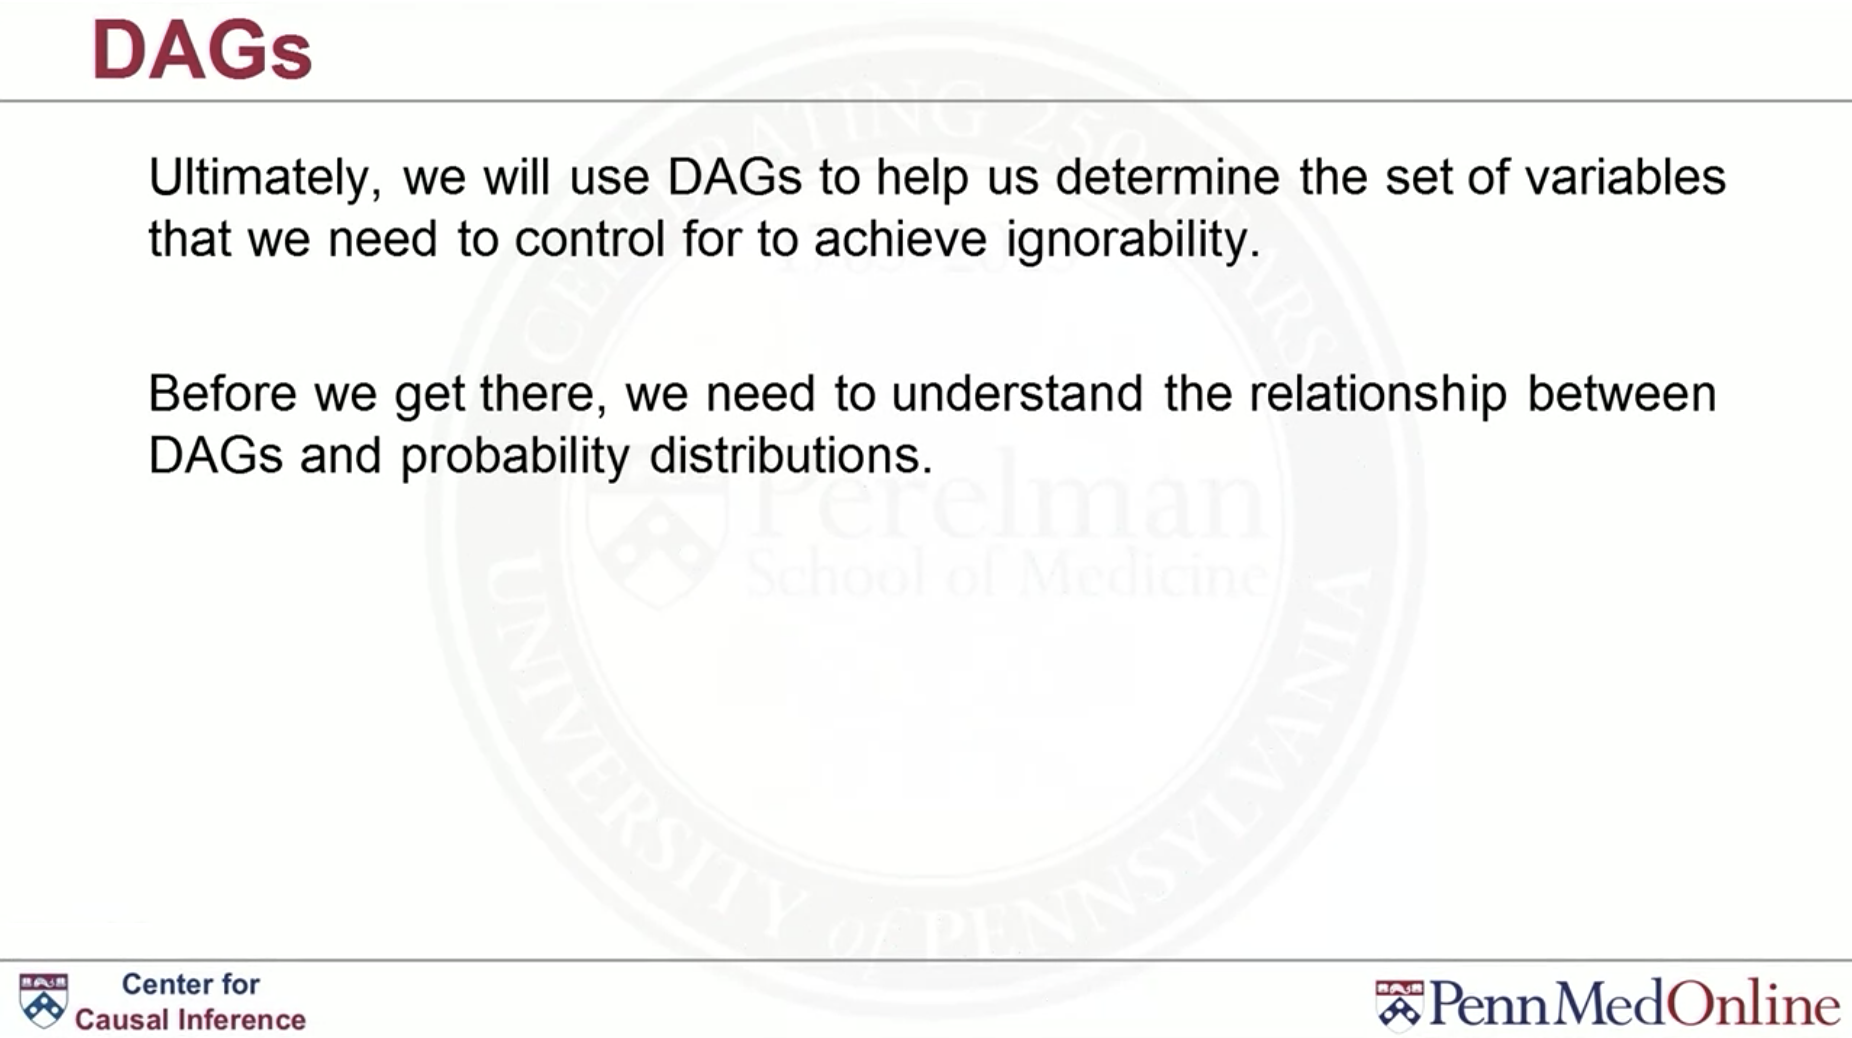 DAGs
Ultimately, we will use DAGs to help us determine the set of variables
that we need to control for to achieve ignorability.
Before we get there, we need to understand the relationship between
DAGs and probability distributions.
CELEBRATING 250 YEARS
Perelman
School of Medicine
UNIVERSITY of PENNSYLVANIA
Center for
Causal Inference
PennMedOnline